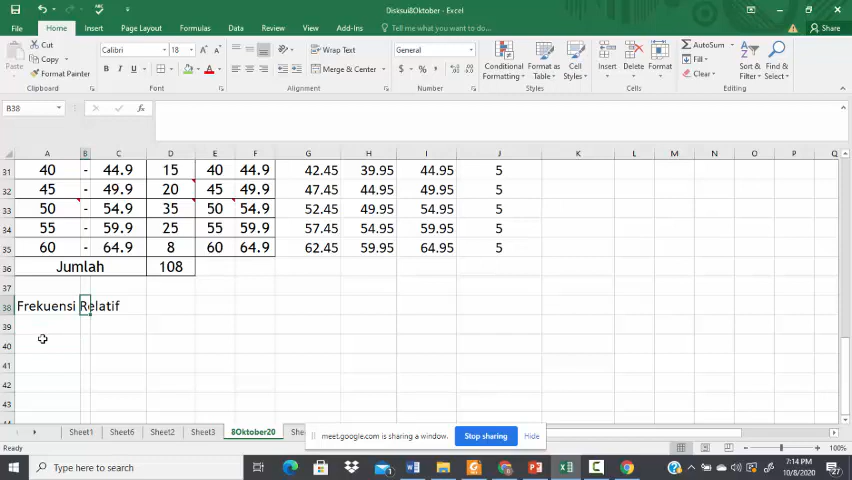 Disksui8Oktober - Excel
File Home Insert Page Layout Formulas Data Review View Add-Ins Tell me what you want to do... Share
Cut
Copy
Format Painter
Paste
Clipboard
Calibri 18
B I U
Font
Wrap Text
Merge & Center
Alignment
General
$ % ,
Number
Conditional Formatting
Format as Table
Cell Styles
Styles
Insert Delete Format
Cells
AutoSum
Fill
Clear
Sort & Filter
Find & Select
Editing
B38 fx
A B C D E F G H I J K L M N O P Q
31 40 - 44.9 15 40 44.9 42.45 39.95 44.95 5
32 45 - 49.9 20 45 49.9 47.45 44.95 49.95 5
33 50 - 54.9 35 50 54.9 52.45 49.95 54.95 5
34 55 - 59.9 25 55 59.9 57.45 54.95 59.95 5
35 60 - 64.9 8 60 64.9 62.45 59.95 64.95 5
36 Jumlah 108
37
38 Frekuensi Relatif
39
40
41
42
43
Sheet1 Sheet6 Sheet2 Sheet3 8Oktober20 She
meet.google.com is sharing a window. Stop sharing Hide
Ready 100%
Type here to search
7:14 PM
10/8/2020
27